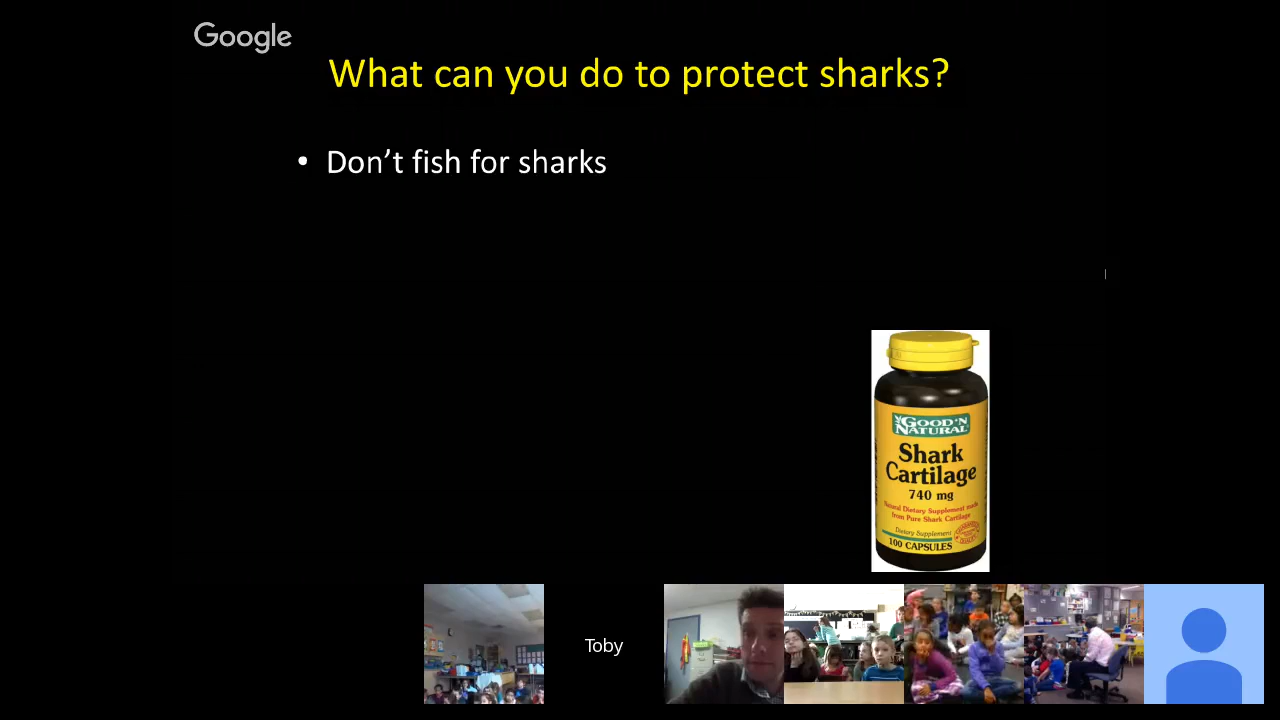 Google
What can you do to protect sharks?
• Don’t fish for sharks
GOOD'N
NATURAL
Shark
Cartilage
740 mg
Natural Dietary Supplement made
from Pure Shark Cartilage
Dietary Supplement
100 CAPSULES
Toby